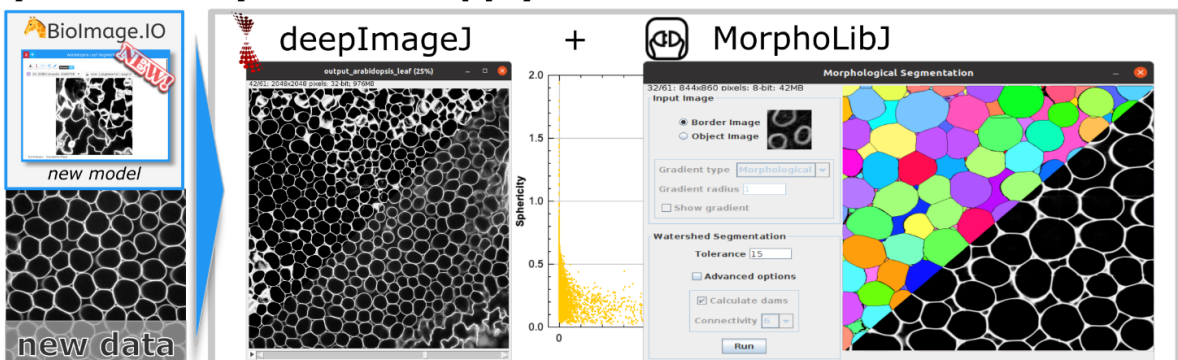 BioImage.IO
NEW!
new model
new data
deepImageJ + MorphoLibJ
output_arabidopsis_leaf (25%)
42/61; 2048x2048 pixels; 32-bit; 976MB
2.0
1.5
1.0
0.5
0.0
Sphericity
0
Morphological Segmentation
32/61; 844x860 pixels; 8-bit; 42MB
Input Image
Border Image
Object Image
Gradient type Morphological
Gradient radius 1
Show gradient
Watershed Segmentation
Tolerance 15
Advanced options
Calculate dams
Connectivity 6
Run